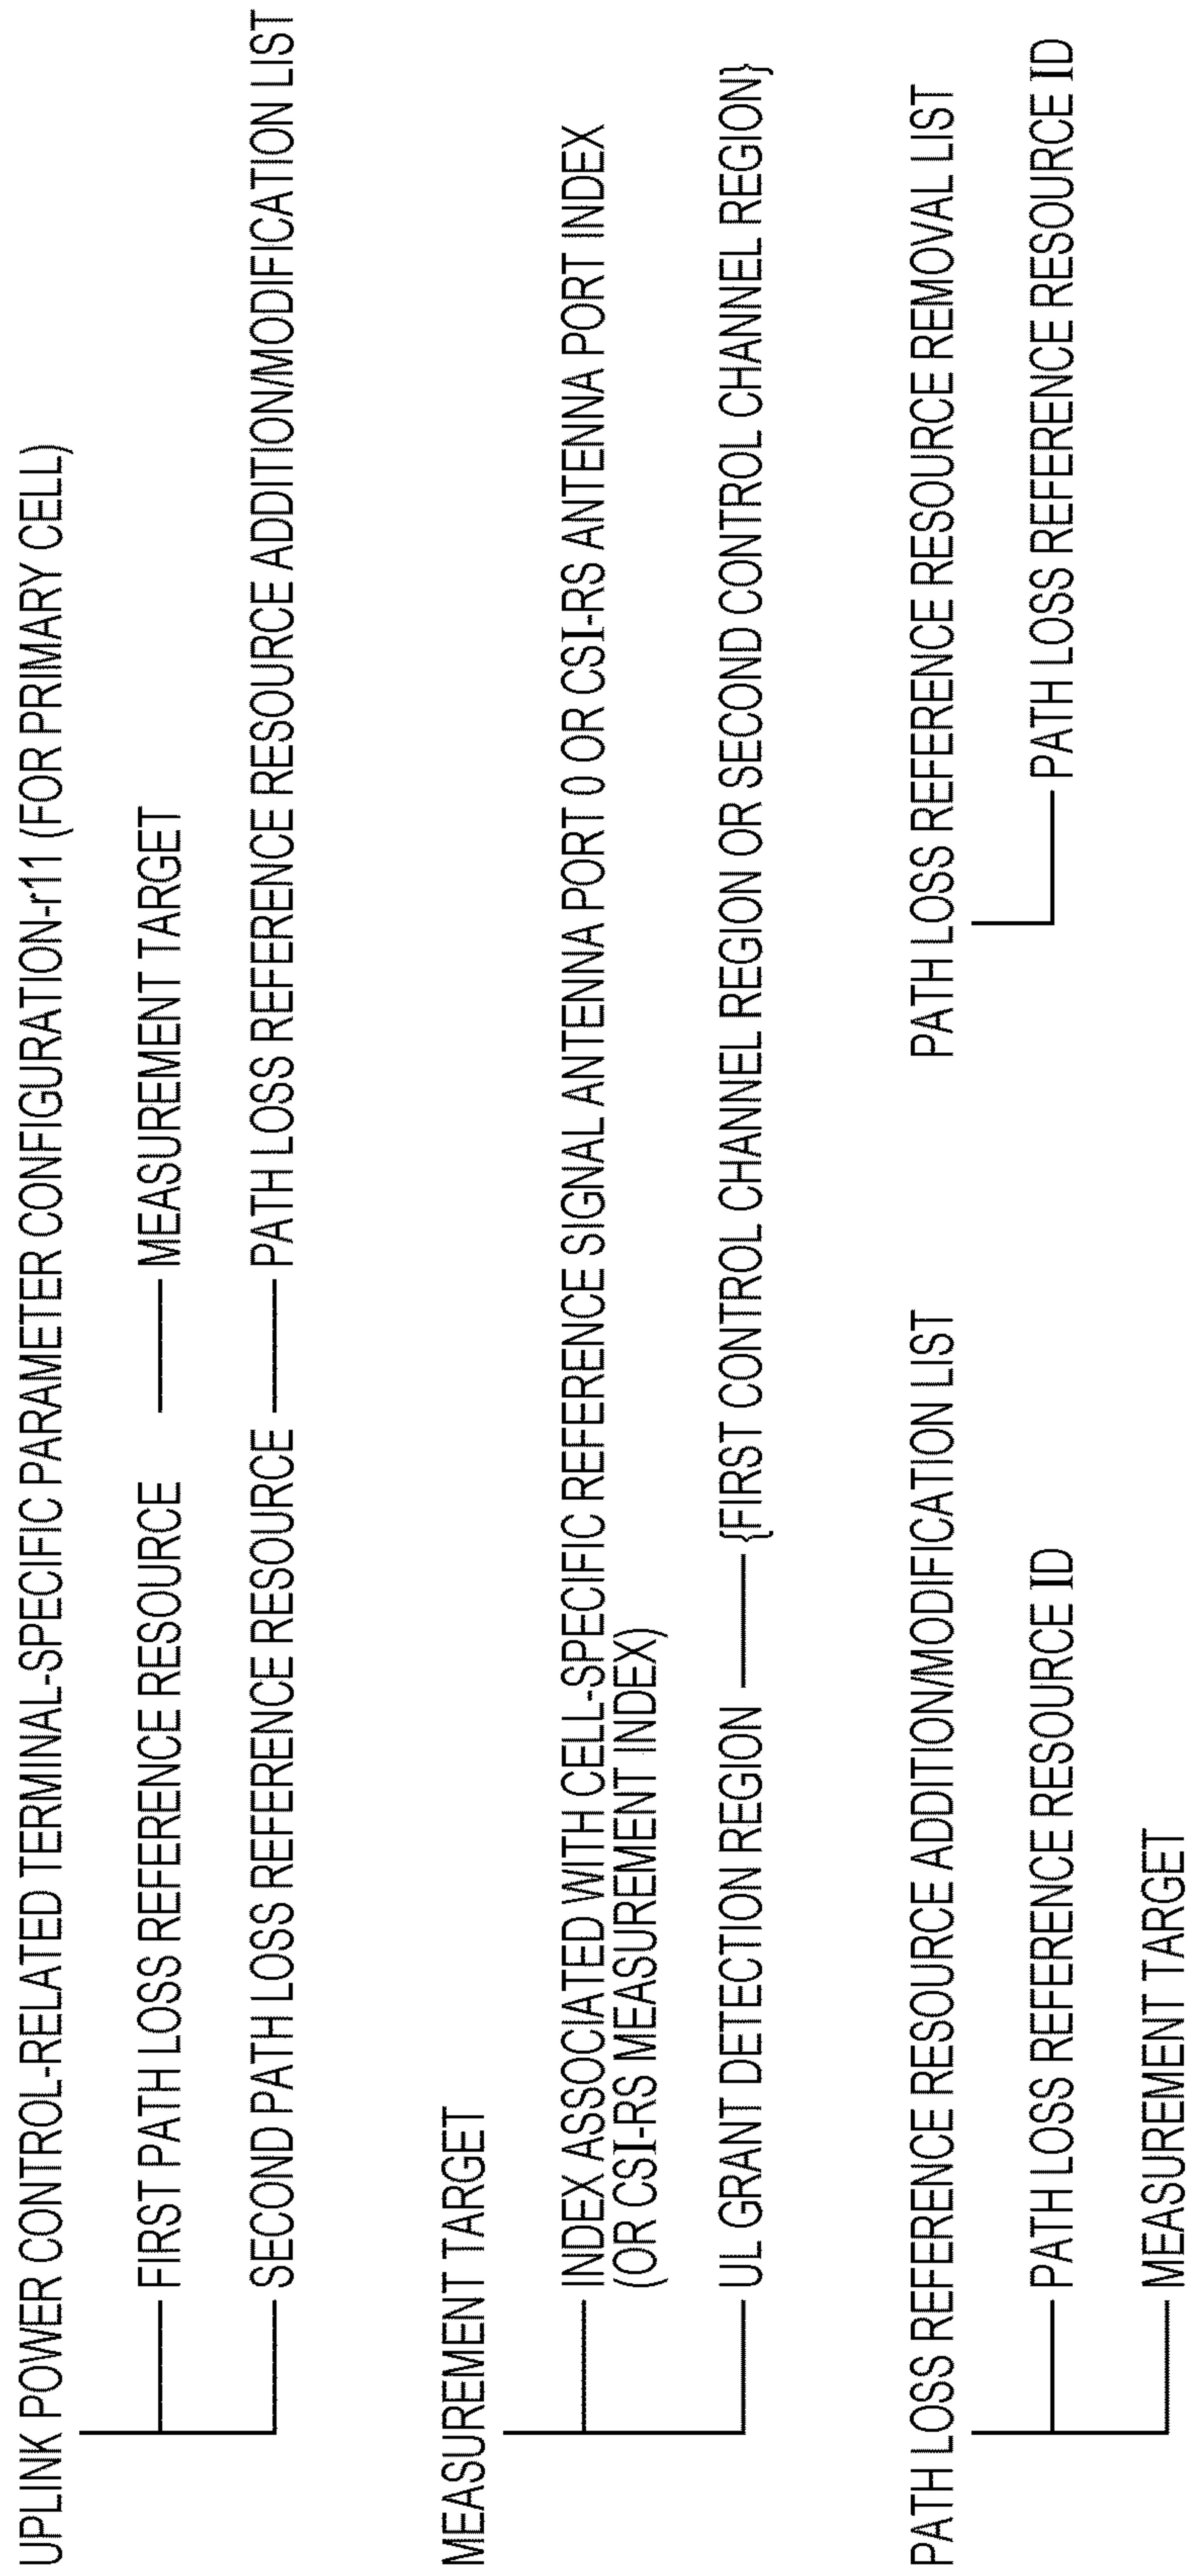 UPLINK POWER CONTROL-RELATED TERMINAL-SPECIFIC PARAMETER CONFIGURATION-r11 (FOR PRIMARY CELL)
FIRST PATH LOSS REFERENCE RESOURCE MEASUREMENT TARGET
SECOND PATH LOSS REFERENCE RESOURCE PATH LOSS REFERENCE RESOURCE ADDITION/MODIFICATION LIST
MEASUREMENT TARGET
INDEX ASSOCIATED WITH CELL-SPECIFIC REFERENCE SIGNAL ANTENNA PORT 0 OR CSI-RS ANTENNA PORT INDEX
(OR CSI-RS MEASUREMENT INDEX)
UL GRANT DETECTION REGION {FIRST CONTROL CHANNEL REGION OR SECOND CONTROL CHANNEL REGION}
PATH LOSS REFERENCE RESOURCE ADDITION/MODIFICATION LIST
PATH LOSS REFERENCE RESOURCE ID
MEASUREMENT TARGET
PATH LOSS REFERENCE RESOURCE REMOVAL LIST
PATH LOSS REFERENCE RESOURCE ID